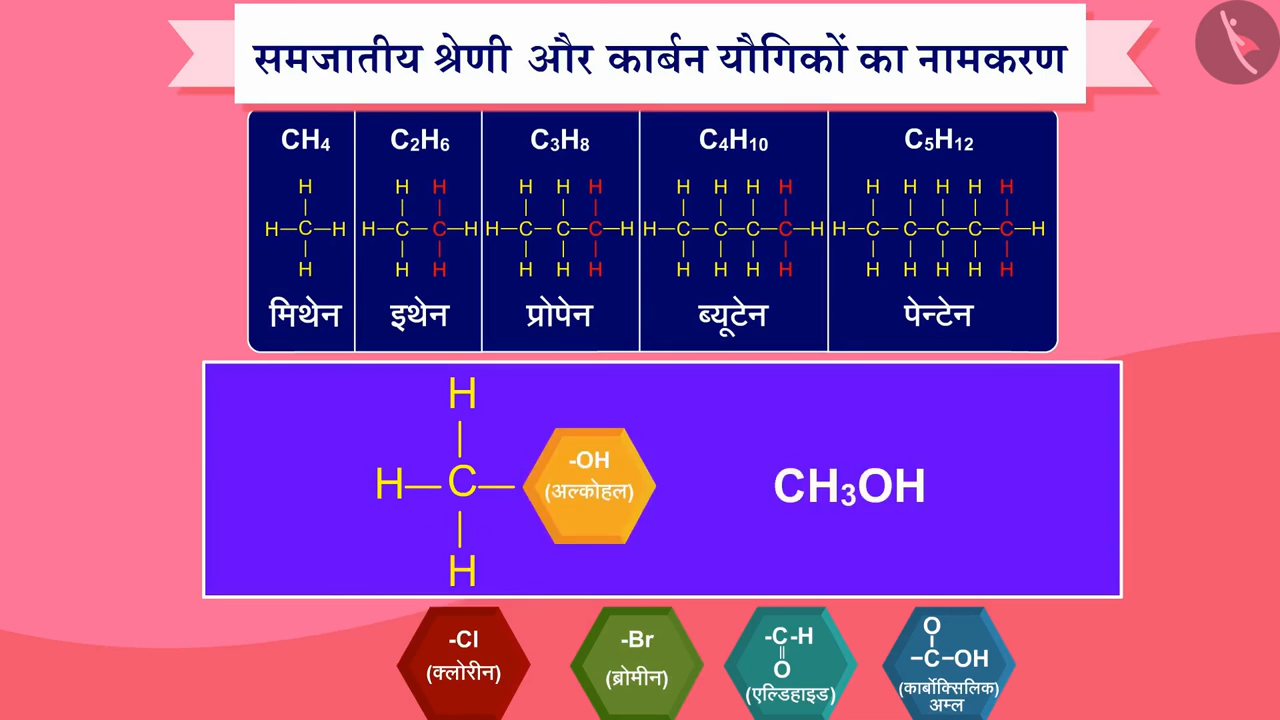 समजातीय श्रेणी और कार्बन यौगिकों का नामकरण
CH₄ C₂H₆ C₃H₈ C₄H₁₀ C₅H₁₂
H H H H H H H H H H H H H H H
H—C—H H—C—C—H H—C—C—C—H H—C—C—C—C—H H—C—C—C—C—C—H
H H H H H H H H H H H H H H H
मिथेन इथेन प्रोपेन ब्यूटेन पेन्टेन
H
-OH
H—C— (अल्कोहल) CH₃OH
H
-Cl -Br -C-H O
(क्लोरीन) (ब्रोमीन) O –C–OH
(एल्डिहाइड) (कार्बोक्सिलिक)
अम्ल